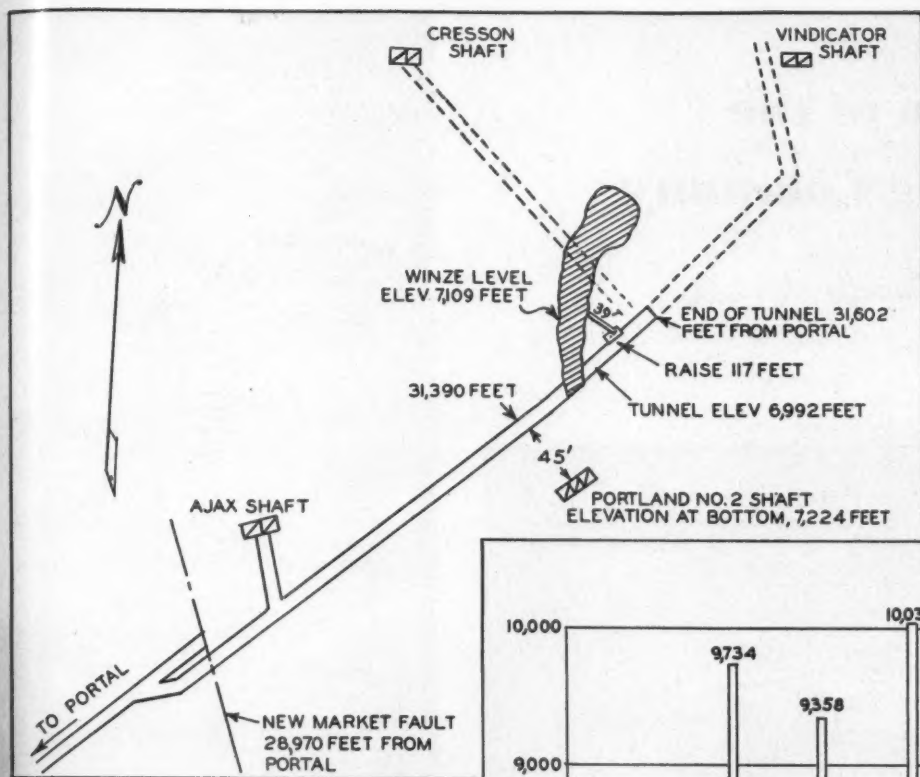 CRESSON
SHAFT
VINDICATOR
SHAFT
N
WINZE LEVEL
ELEV 7,109 FEET
39'
END OF TUNNEL 31,602
FEET FROM PORTAL
RAISE 117 FEET
31,390 FEET
TUNNEL ELEV 6,992 FEET
45'
AJAX SHAFT
PORTLAND NO. 2 SHAFT
ELEVATION AT BOTTOM, 7,224 FEET
TO PORTAL
NEW MARKET FAULT
28,970 FEET FROM
PORTAL
10,000
9,734
9,358
9,000